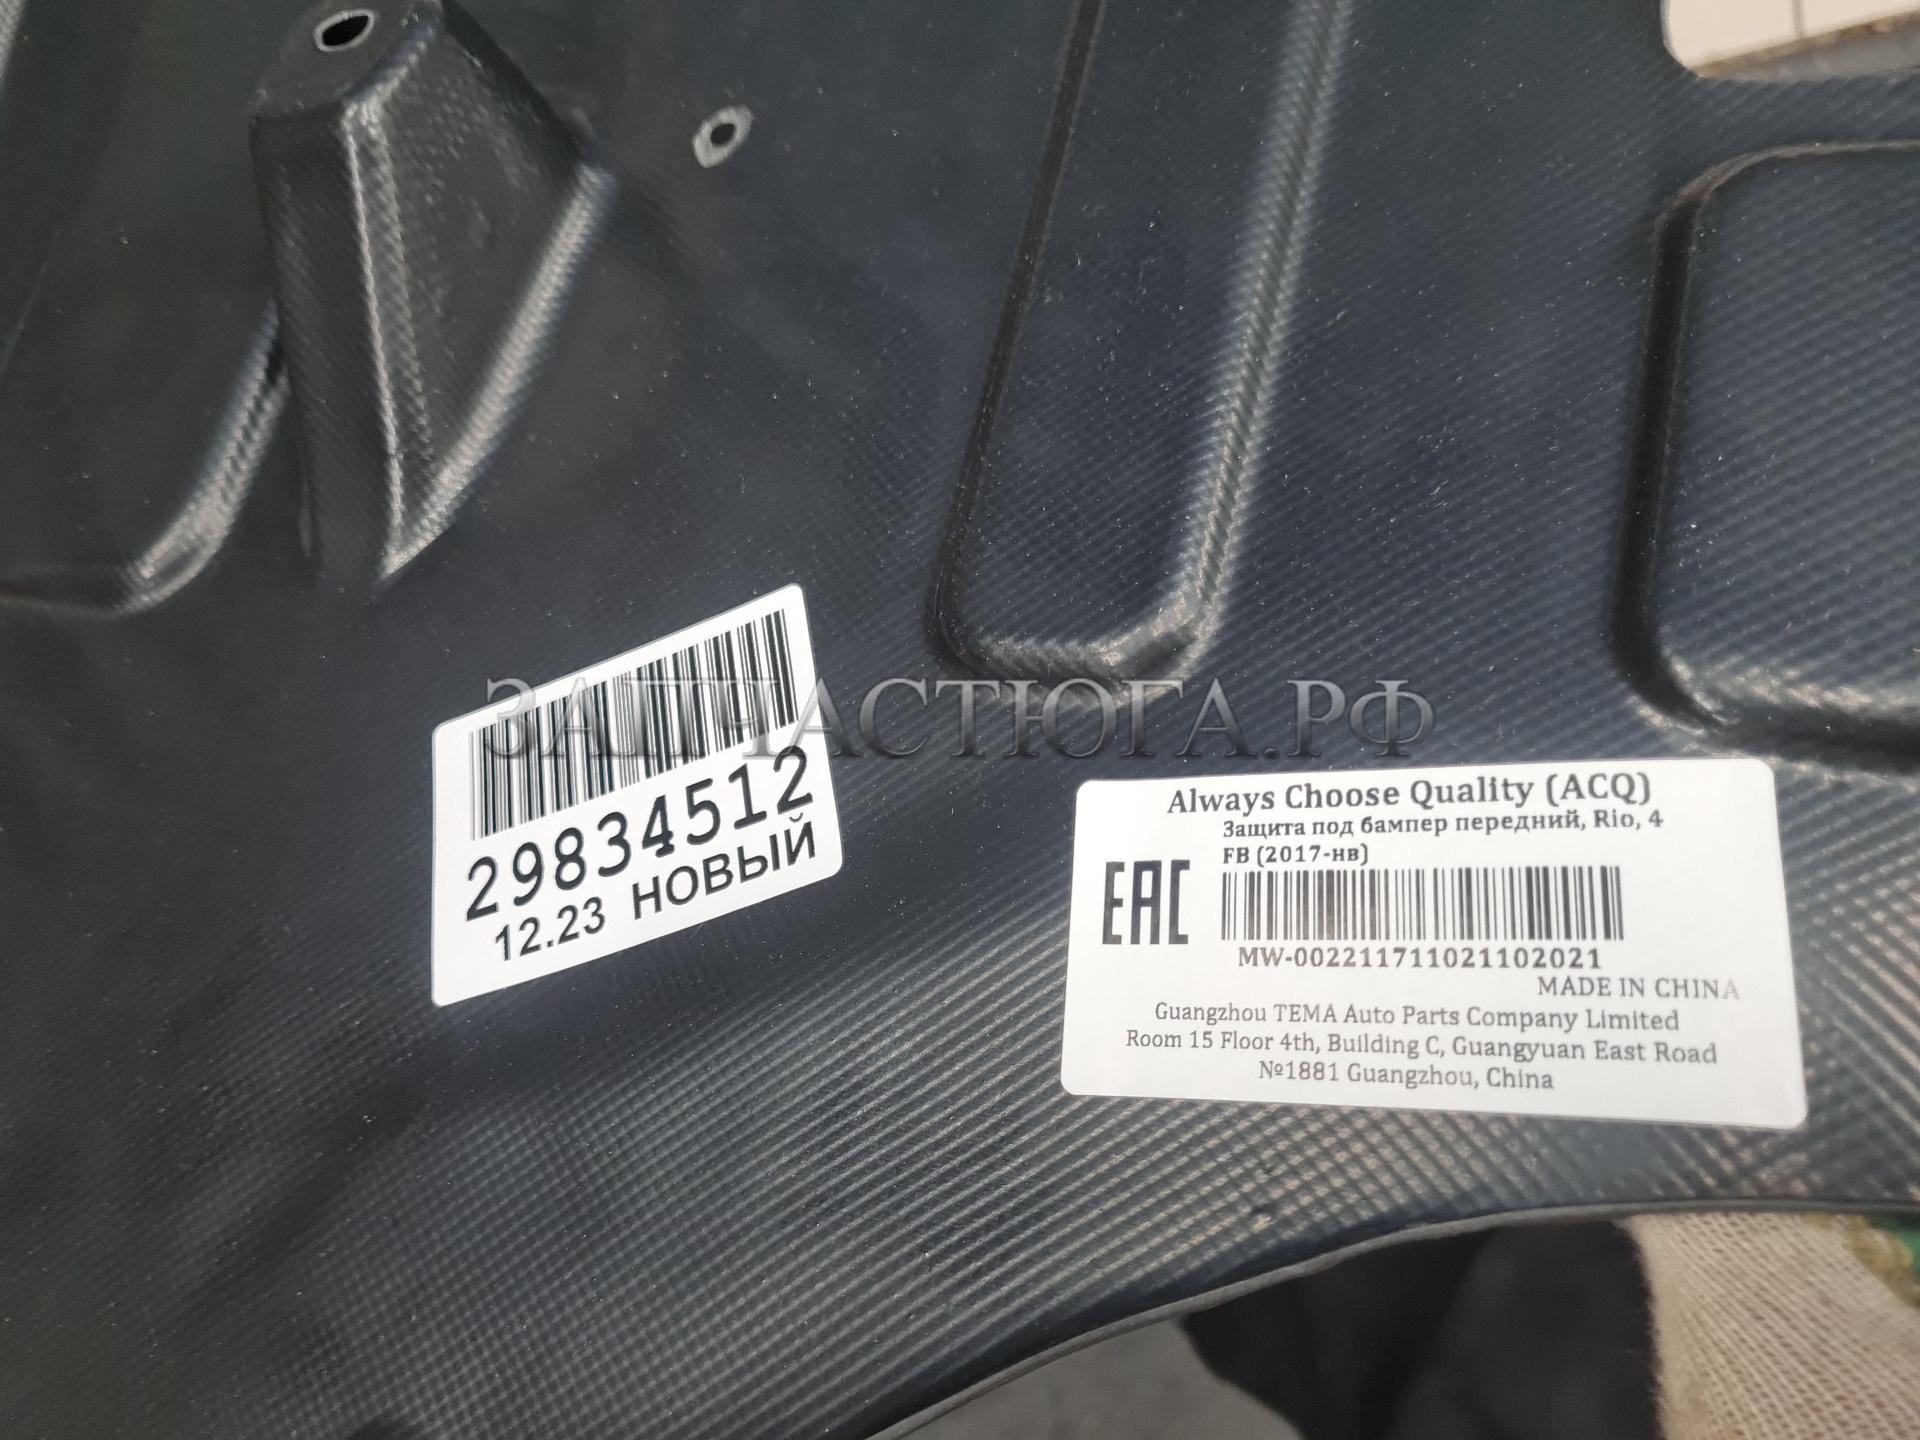 ЗАПЧАСТЮГА.РФ
29834512
12.23 НОВЫЙ
Always Choose Quality (ACQ)
Защита под бампер передний, Rio, 4
FB (2017-нв)
EAC
MW-002211711021102021
MADE IN CHINA
Guangzhou TEMA Auto Parts Company Limited
Room 15 Floor 4th, Building C, Guangyuan East Road
№1881 Guangzhou, China